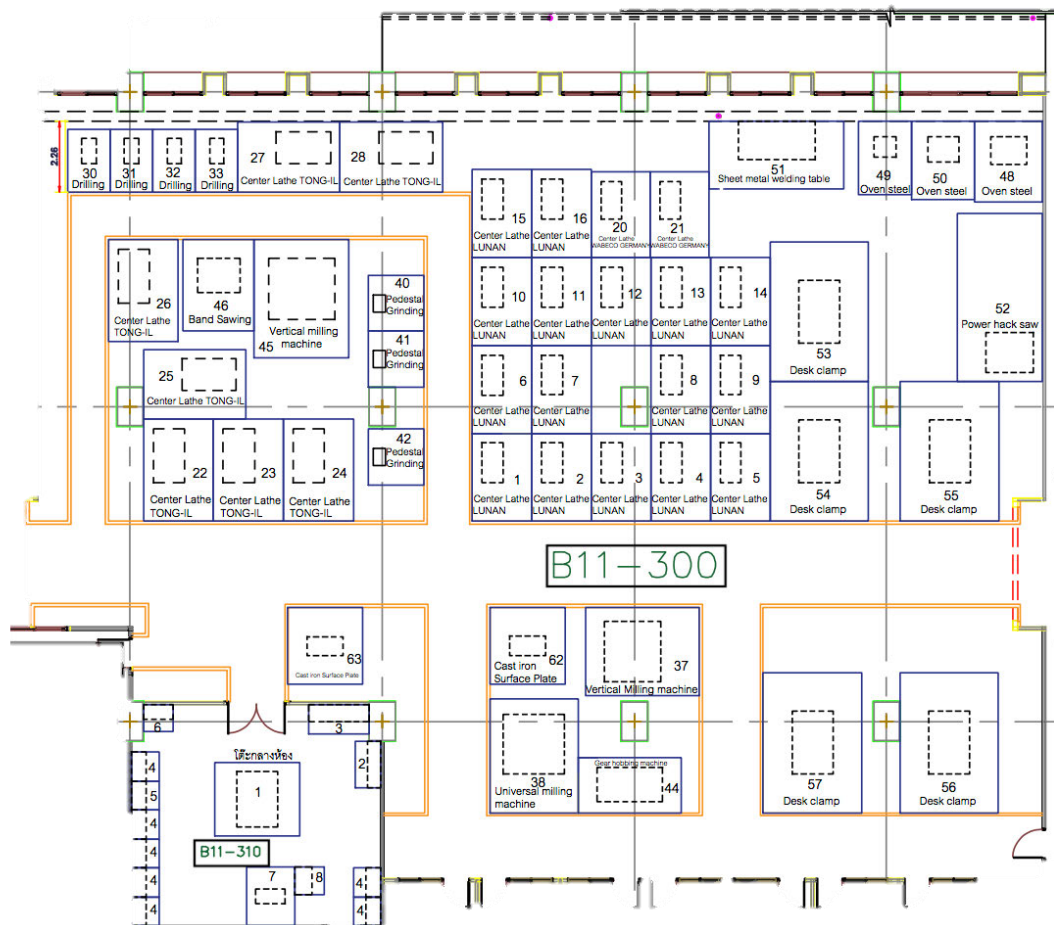 2.26
30
Drilling
31
Drilling
32
Drilling
33
Drilling
27
Center Lathe TONG-IL
28
Center Lathe TONG-IL
51
Sheet metal welding table
49
Oven steel
50
Oven steel
48
Oven steel
15
Center Lathe
LUNAN
16
Center Lathe
LUNAN
20
Center Lathe
WABECO GERMANY
21
Center Lathe
WABECO GERMANY
26
Center Lathe
TONG-IL
46
Band Sawing
45
Vertical milling
machine
40
Pedestal
Grinding
41
Pedestal
Grinding
42
Pedestal
Grinding
10
Center Lathe
LUNAN
11
Center Lathe
LUNAN
12
Center Lathe
LUNAN
13
Center Lathe
LUNAN
14
Center Lathe
LUNAN
53
Desk clamp
52
Power hack saw
25
Center Lathe TONG-IL
6
Center Lathe
LUNAN
7
Center Lathe
LUNAN
8
Center Lathe
LUNAN
9
Center Lathe
LUNAN
22
Center Lathe
TONG-IL
23
Center Lathe
TONG-IL
24
Center Lathe
TONG-IL
1
Center Lathe
LUNAN
2
Center Lathe
LUNAN
3
Center Lathe
LUNAN
4
Center Lathe
LUNAN
5
Center Lathe
LUNAN
54
Desk clamp
55
Desk clamp
B11-300
63
Cast iron Surface Plate
62
Cast iron
Surface Plate
37
Vertical Milling machine
38
Universal milling
machine
Gear hobbing machine
44
57
Desk clamp
56
Desk clamp
6
3
โต๊ะกลางห้อง
1
2
4
5
4
4
4
4
B11-310
7
8
4
4